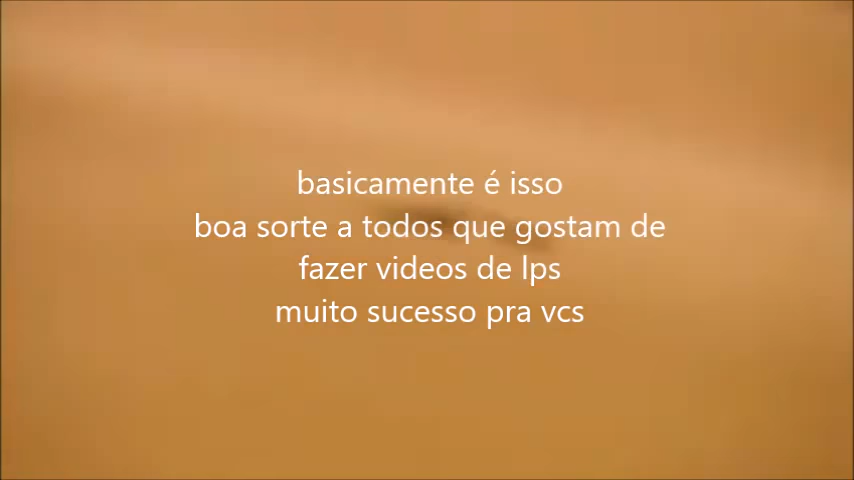 basicamente é isso
boa sorte a todos que gostam de
fazer videos de lps
muito sucesso pra vcs